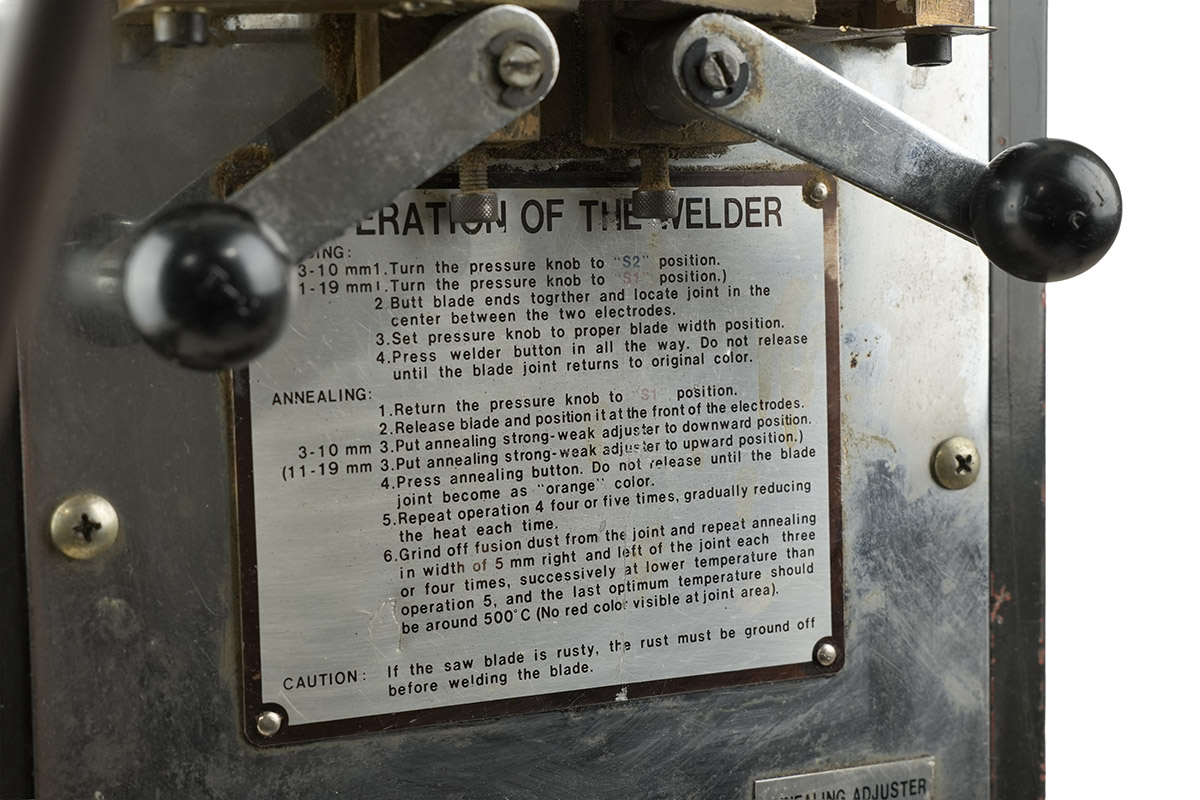 ERATION OF THE WELDER
ING:
3-10 mm 1. Turn the pressure knob to "S2" position.
1-19 mm 1. Turn the pressure knob to "S1" position.)
2. Butt blade ends togrther and locate joint in the
center between the two electrodes.
3. Set pressure knob to proper blade width position.
4. Press welder button in all the way. Do not release
until the blade joint returns to original color.
ANNEALING:
1. Return the pressure knob to "S1" position.
2. Release blade and position it at the front of the electrodes.
3-10 mm 3. Put annealing strong-weak adjuster to downward position.
(11-19 mm 3. Put annealing strong-weak adjuster to upward position.)
4. Press annealing button. Do not release until the blade
joint become as "orange" color.
5. Repeat operation 4 four or five times, gradually reducing
the heat each time.
6. Grind off fusion dust from the joint and repeat annealing
in width of 5 mm right and left of the joint each three
or four times, successively at lower temperature than
operation 5, and the last optimum temperature should
be around 500°C (No red color visible at joint area).
CAUTION: If the saw blade is rusty, the rust must be ground off
before welding the blade.
NEALING ADJUSTER